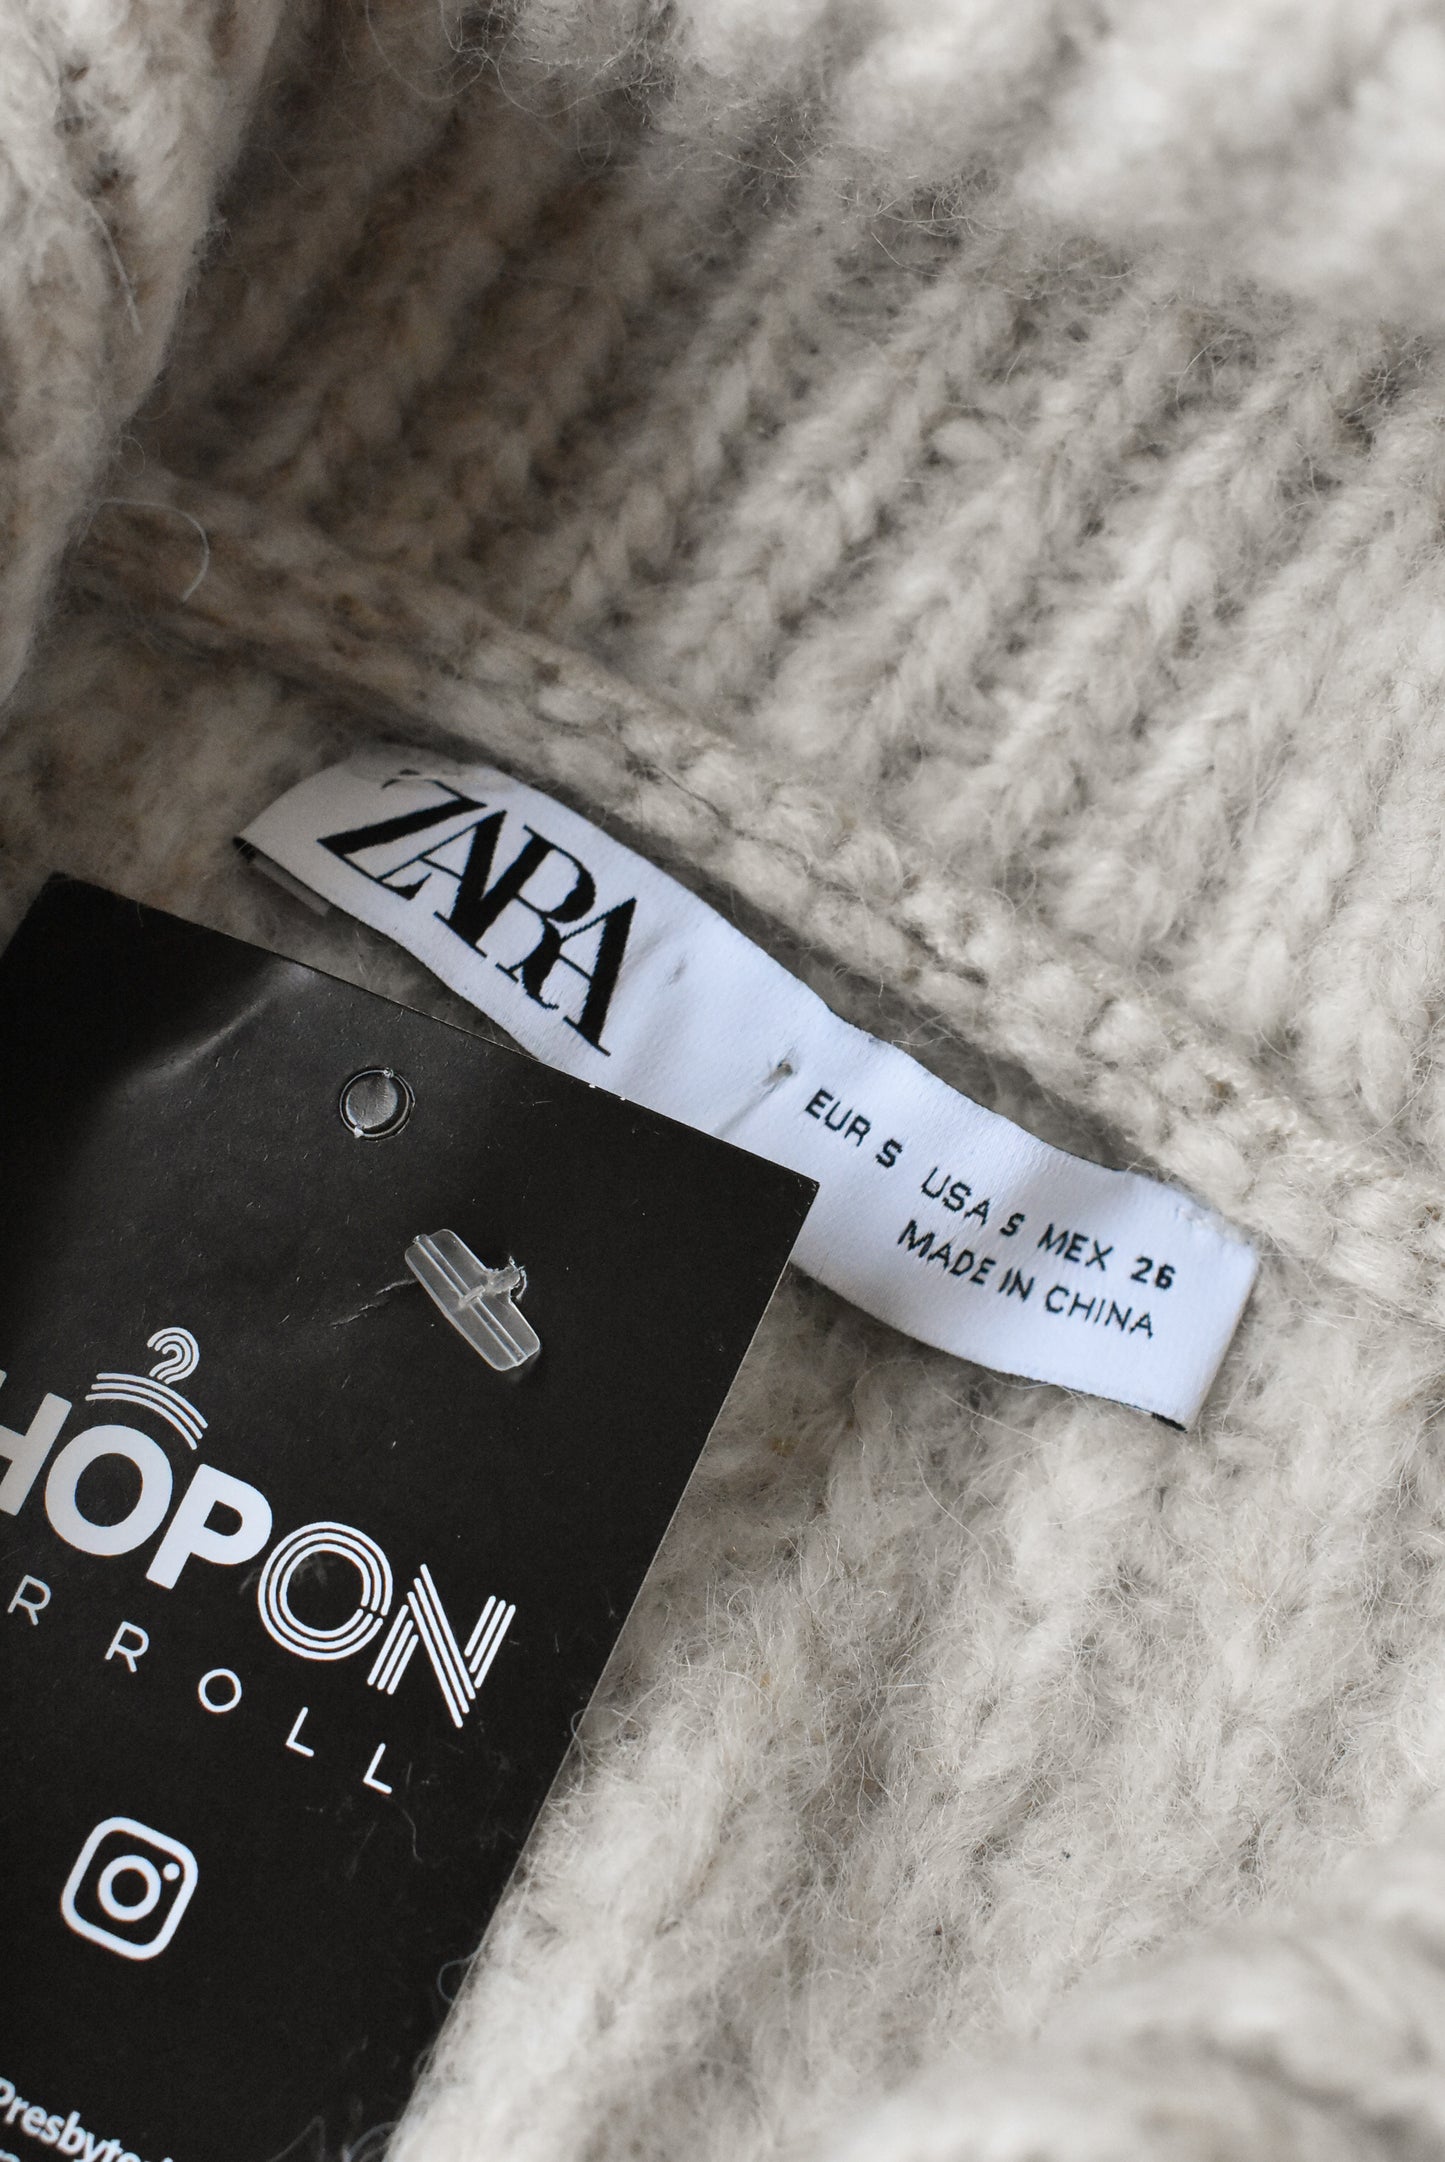 ZARA
EUR S USA S MEX 26
MADE IN CHINA
HOPON
RROLL